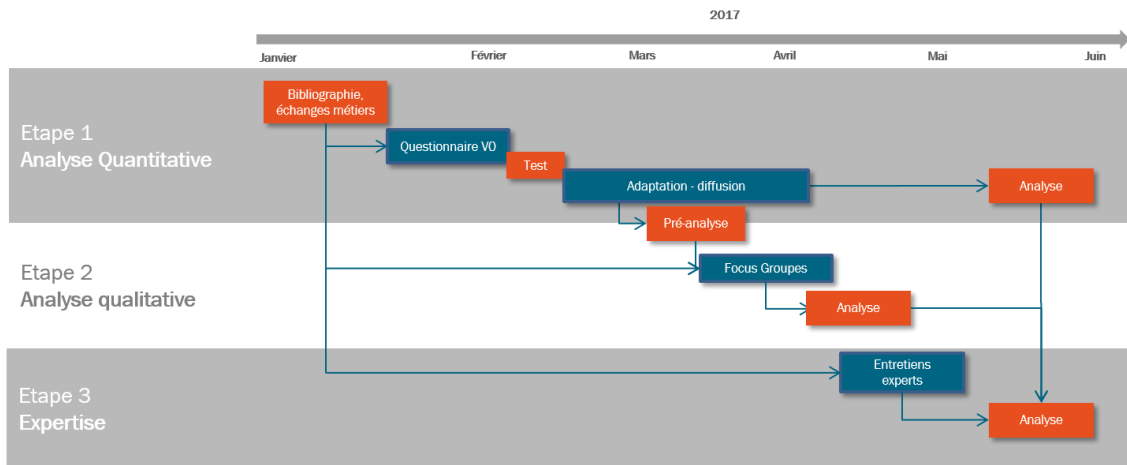 2017
Janvier
Février
Mars
Avril
Mai
Juin
Etape 1
Analyse Quantitative
Bibliographie,
échanges métiers
Questionnaire V0
Test
Adaptation - diffusion
Analyse
Pré-analyse
Etape 2
Analyse qualitative
Focus Groupes
Analyse
Etape 3
Expertise
Entretiens
experts
Analyse